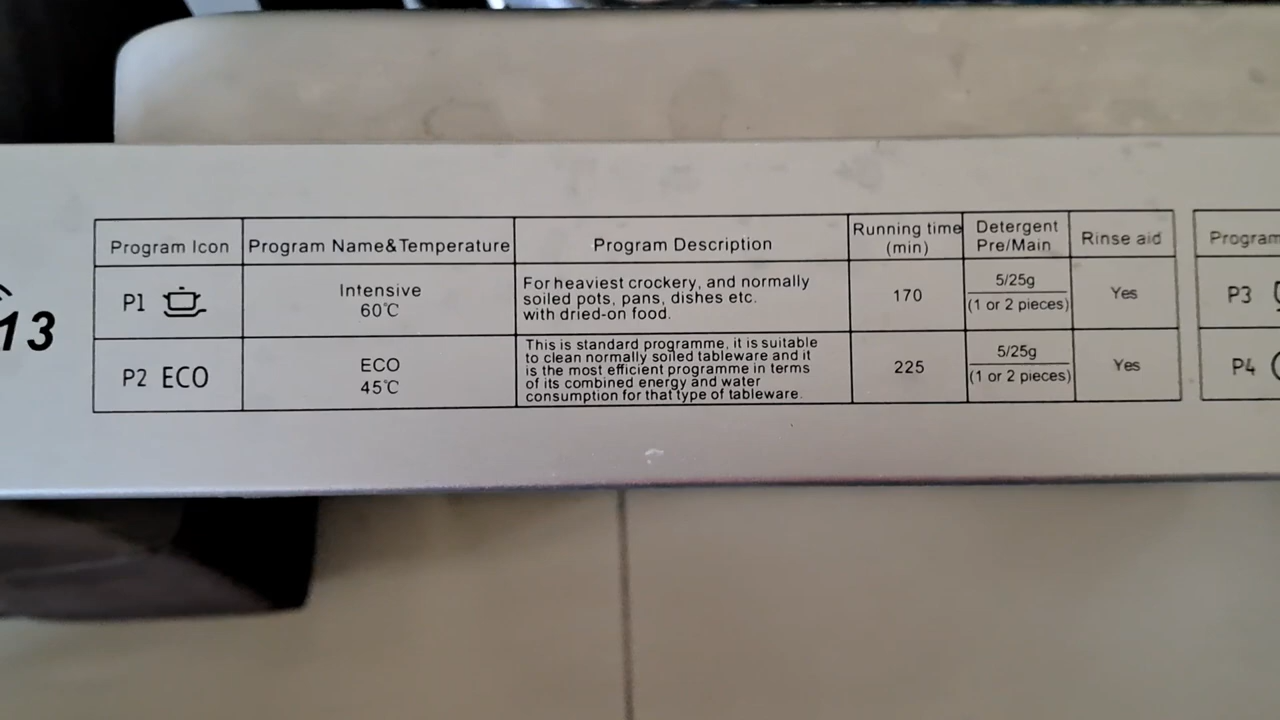 13
Program Icon Program Name&Temperature Program Description Running time (min) Detergent Pre/Main Rinse aid
P1 Intensive 60℃ For heaviest crockery, and normally soiled pots, pans, dishes etc. with dried-on food. 170 5/25g (1 or 2 pieces) Yes
P2 ECO ECO 45℃ This is standard programme, it is suitable to clean normally soiled tableware and it is the most efficient programme in terms of its combined energy and water consumption for that type of tableware. 225 5/25g (1 or 2 pieces) Yes
Program
P3
P4